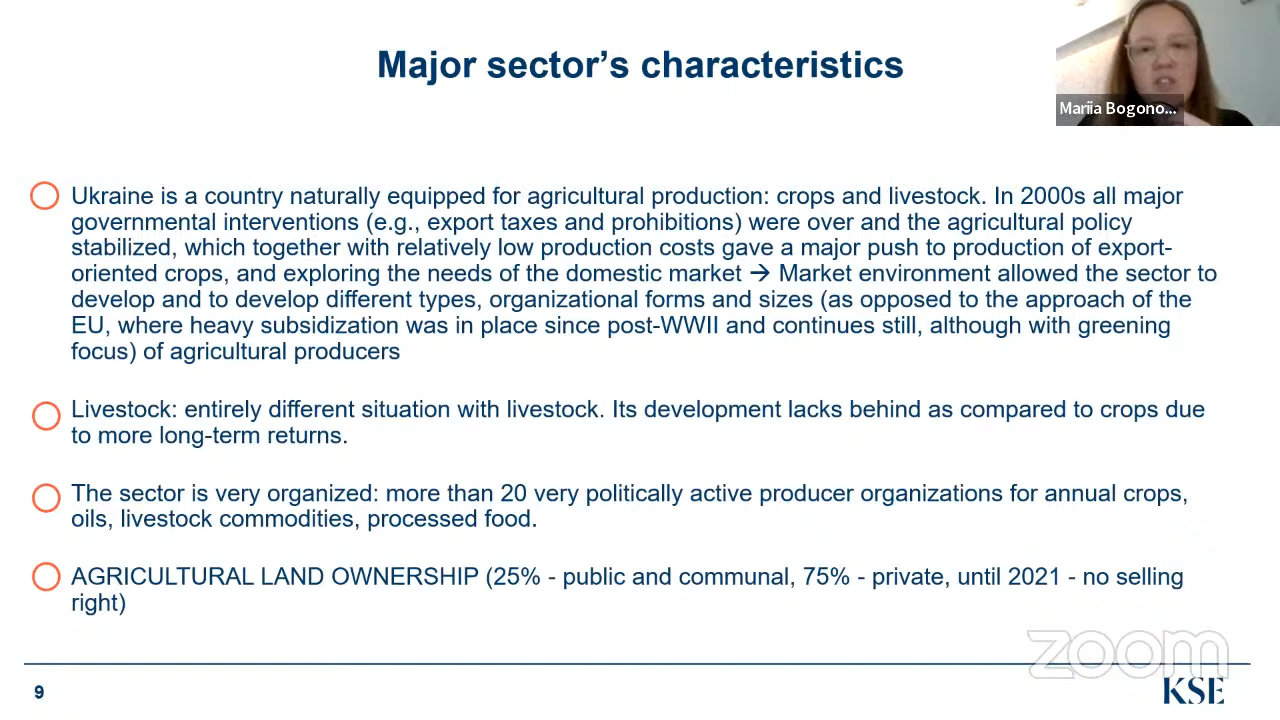 Major sector’s characteristics
Mariia Bogono...
Ukraine is a country naturally equipped for agricultural production: crops and livestock. In 2000s all major
governmental interventions (e.g., export taxes and prohibitions) were over and the agricultural policy
stabilized, which together with relatively low production costs gave a major push to production of export-
oriented crops, and exploring the needs of the domestic market → Market environment allowed the sector to
develop and to develop different types, organizational forms and sizes (as opposed to the approach of the
EU, where heavy subsidization was in place since post-WWII and continues still, although with greening
focus) of agricultural producers
Livestock: entirely different situation with livestock. Its development lacks behind as compared to crops due
to more long-term returns.
The sector is very organized: more than 20 very politically active producer organizations for annual crops,
oils, livestock commodities, processed food.
AGRICULTURAL LAND OWNERSHIP (25% - public and communal, 75% - private, until 2021 - no selling
right)
zoom
9
KSE